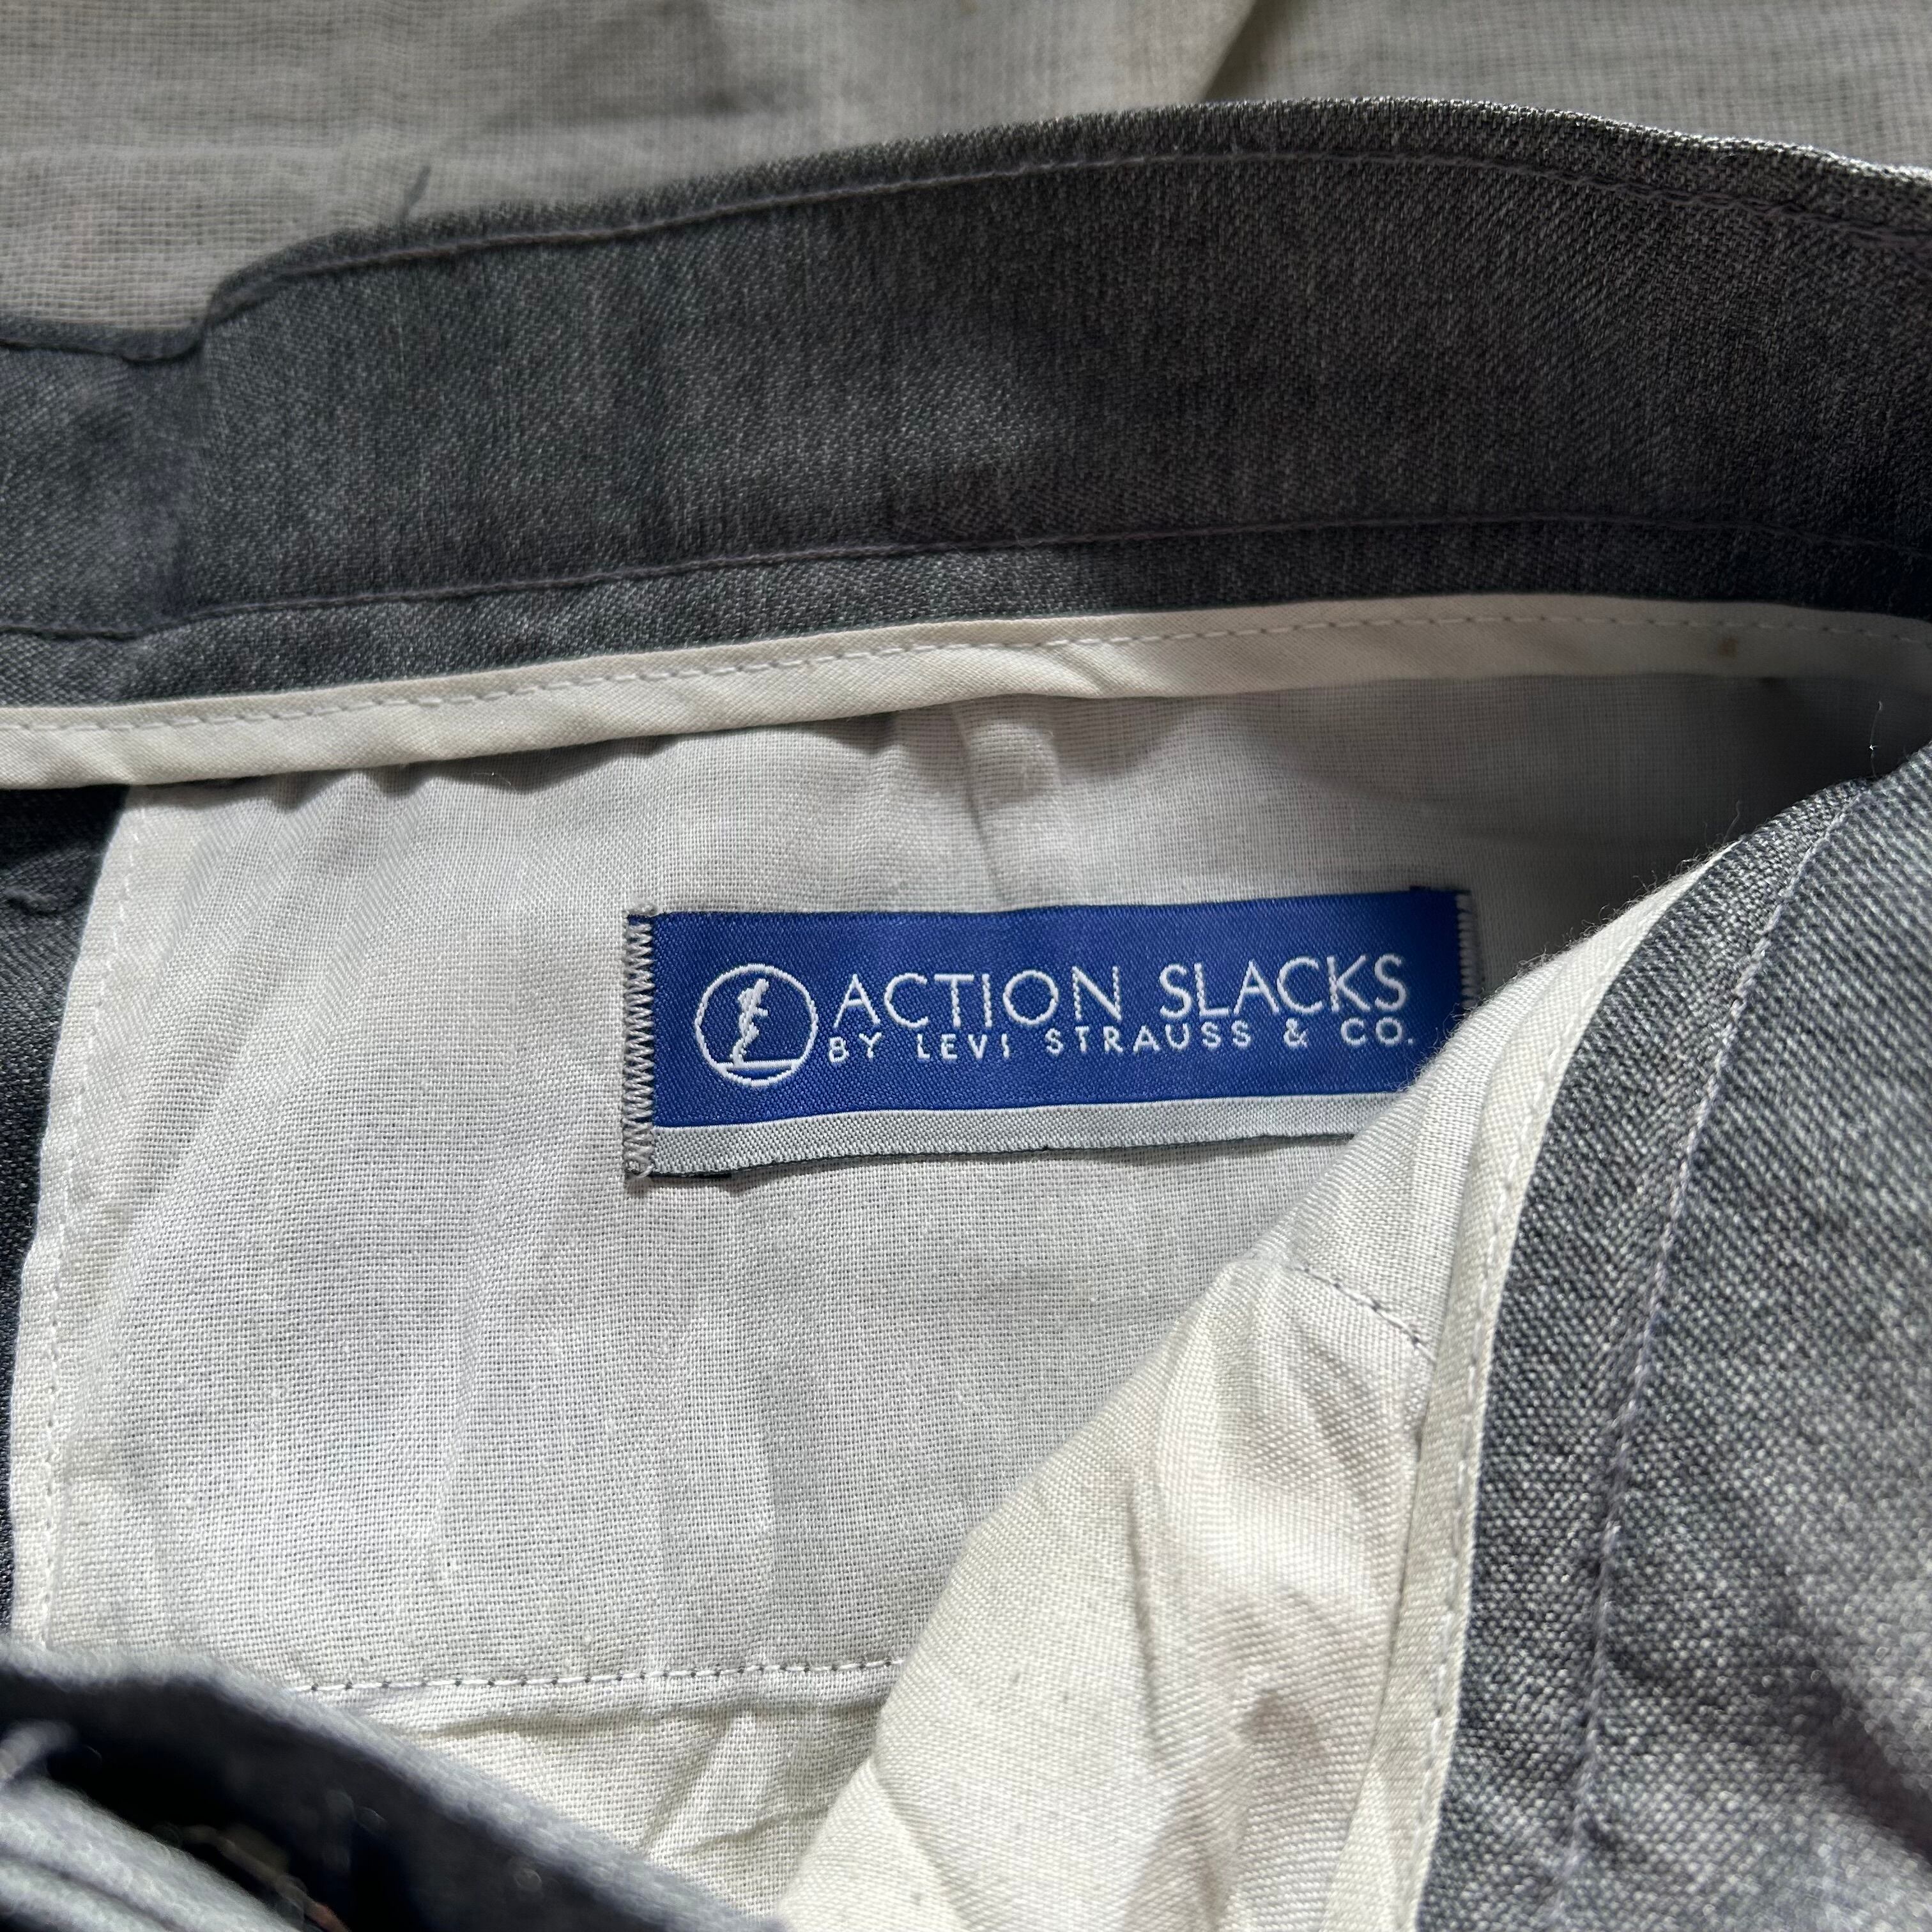 ACTION SLACKS
BY LEVI STRAUSS & CO.